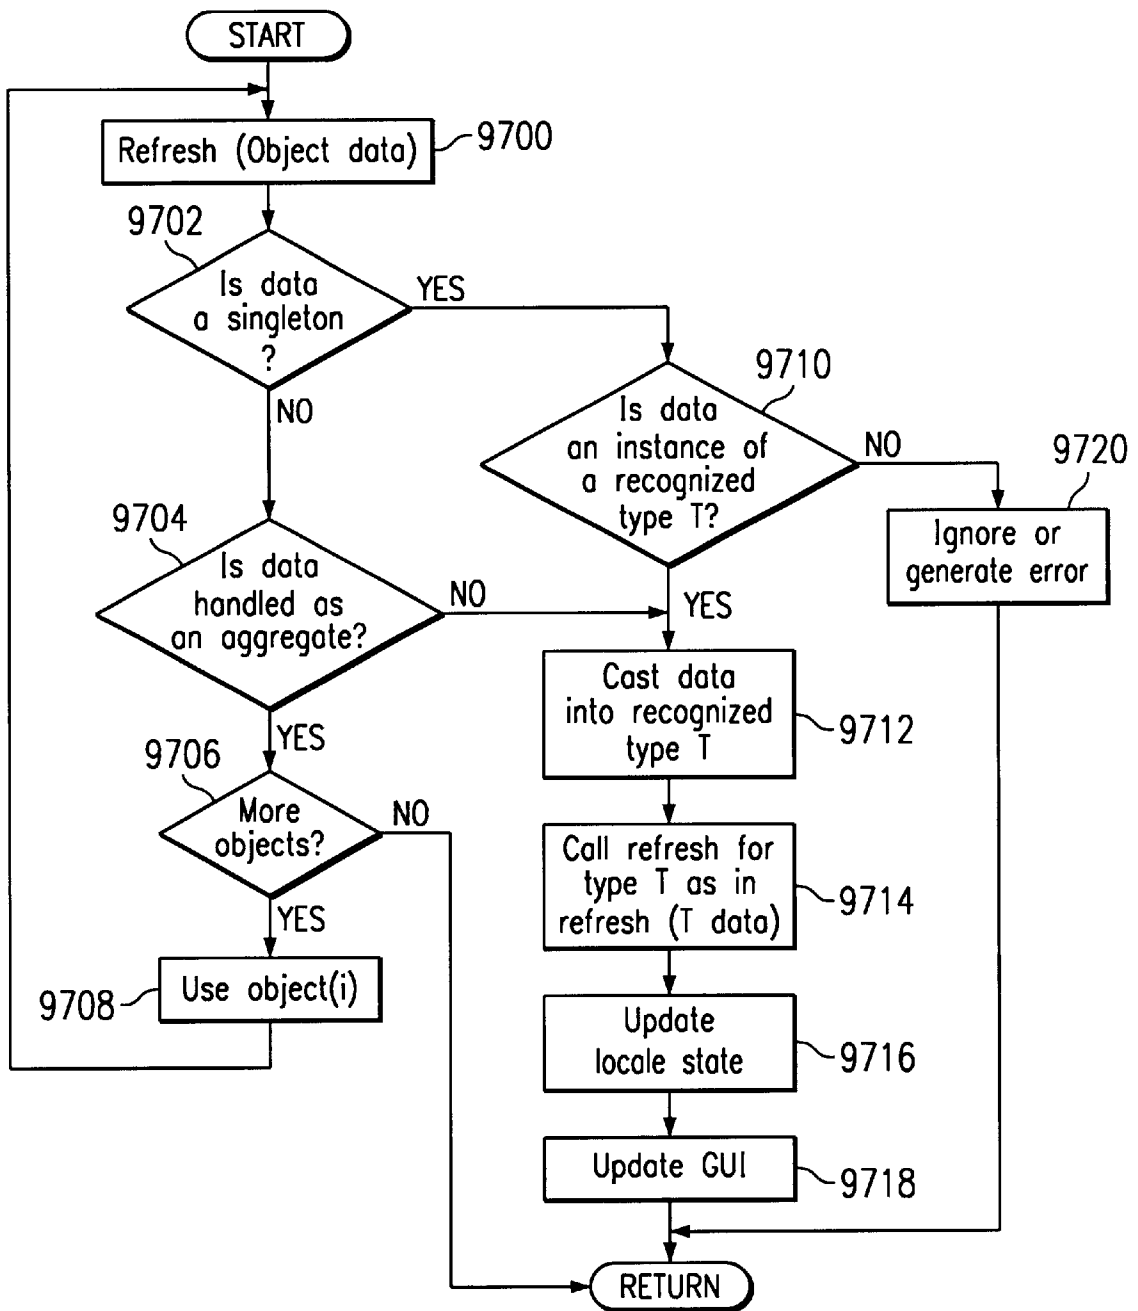 START
Refresh (Object data)
9700
9702
Is data
a singleton
?
YES
NO
9710
Is data
an instance of
a recognized
type T?
NO
YES
9720
Ignore or
generate error
9704
Is data
handled as
an aggregate?
NO
YES
9706
More
objects?
NO
YES
9708
Use object(i)
Cast data
into recognized
type T
9712
Call refresh for
type T as in
refresh (T data)
9714
Update
locale state
9716
Update GUI
9718
RETURN